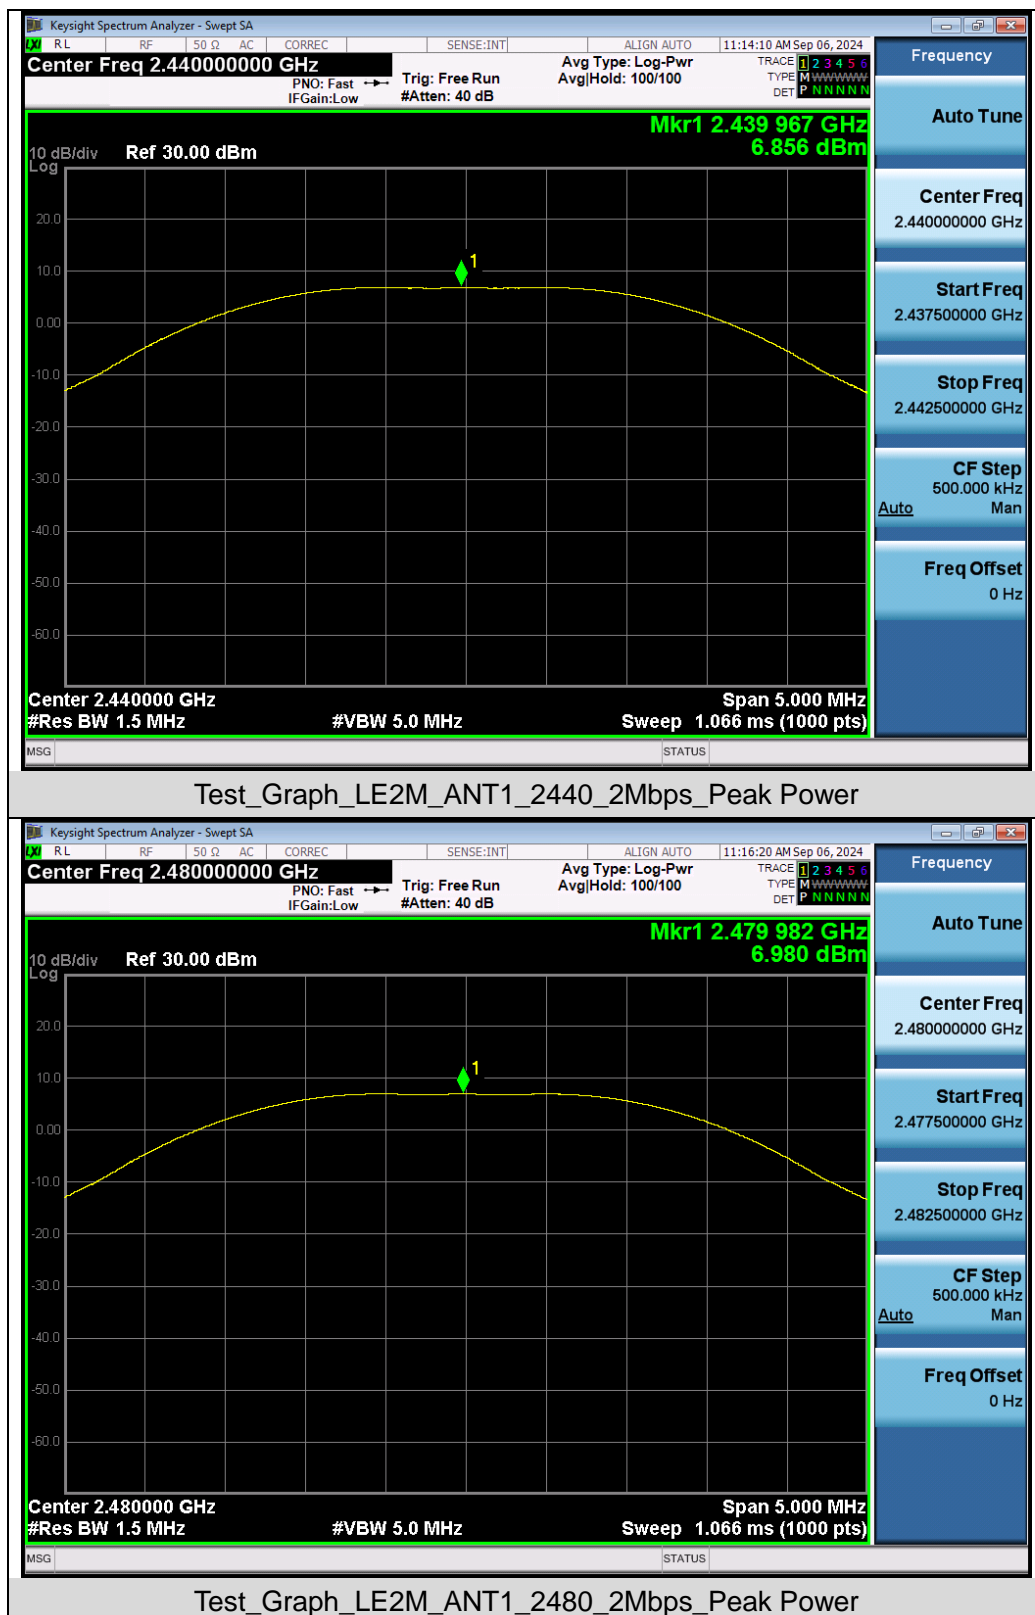 Keysight Spectrum Analyzer - Swept SA
LXI RL RF 50 Ω AC CORREC SENSE:INT ALIGN AUTO 11:14:10 AM Sep 06, 2024
Center Freq 2.440000000 GHz
PNO: Fast
IFGain:Low
Trig: Free Run
#Atten: 40 dB
Avg Type: Log-Pwr
Avg|Hold: 100/100
TRACE 1 2 3 4 5 6
TYPE M WWWWW
DET P N N N N N
Mkr1 2.439 967 GHz
6.856 dBm
10 dB/div Ref 30.00 dBm
Log
20.0
10.0
0.00
-10.0
-20.0
-30.0
-40.0
-50.0
-60.0
1
Center 2.440000 GHz Span 5.000 MHz
#Res BW 1.5 MHz #VBW 5.0 MHz Sweep 1.066 ms (1000 pts)
MSG STATUS
Frequency
Auto Tune
Center Freq
2.440000000 GHz
Start Freq
2.437500000 GHz
Stop Freq
2.442500000 GHz
CF Step
500.000 kHz
Auto Man
Freq Offset
0 Hz
Test_Graph_LE2M_ANT1_2440_2Mbps_Peak Power
Keysight Spectrum Analyzer - Swept SA
LXI RL RF 50 Ω AC CORREC SENSE:INT ALIGN AUTO 11:16:20 AM Sep 06, 2024
Center Freq 2.480000000 GHz
PNO: Fast
IFGain:Low
Trig: Free Run
#Atten: 40 dB
Avg Type: Log-Pwr
Avg|Hold: 100/100
TRACE 1 2 3 4 5 6
TYPE M WWWWW
DET P N N N N N
Mkr1 2.479 982 GHz
6.980 dBm
10 dB/div Ref 30.00 dBm
Log
20.0
10.0
0.00
-10.0
-20.0
-30.0
-40.0
-50.0
-60.0
1
Center 2.480000 GHz Span 5.000 MHz
#Res BW 1.5 MHz #VBW 5.0 MHz Sweep 1.066 ms (1000 pts)
MSG STATUS
Frequency
Auto Tune
Center Freq
2.480000000 GHz
Start Freq
2.477500000 GHz
Stop Freq
2.482500000 GHz
CF Step
500.000 kHz
Auto Man
Freq Offset
0 Hz
Test_Graph_LE2M_ANT1_2480_2Mbps_Peak Power